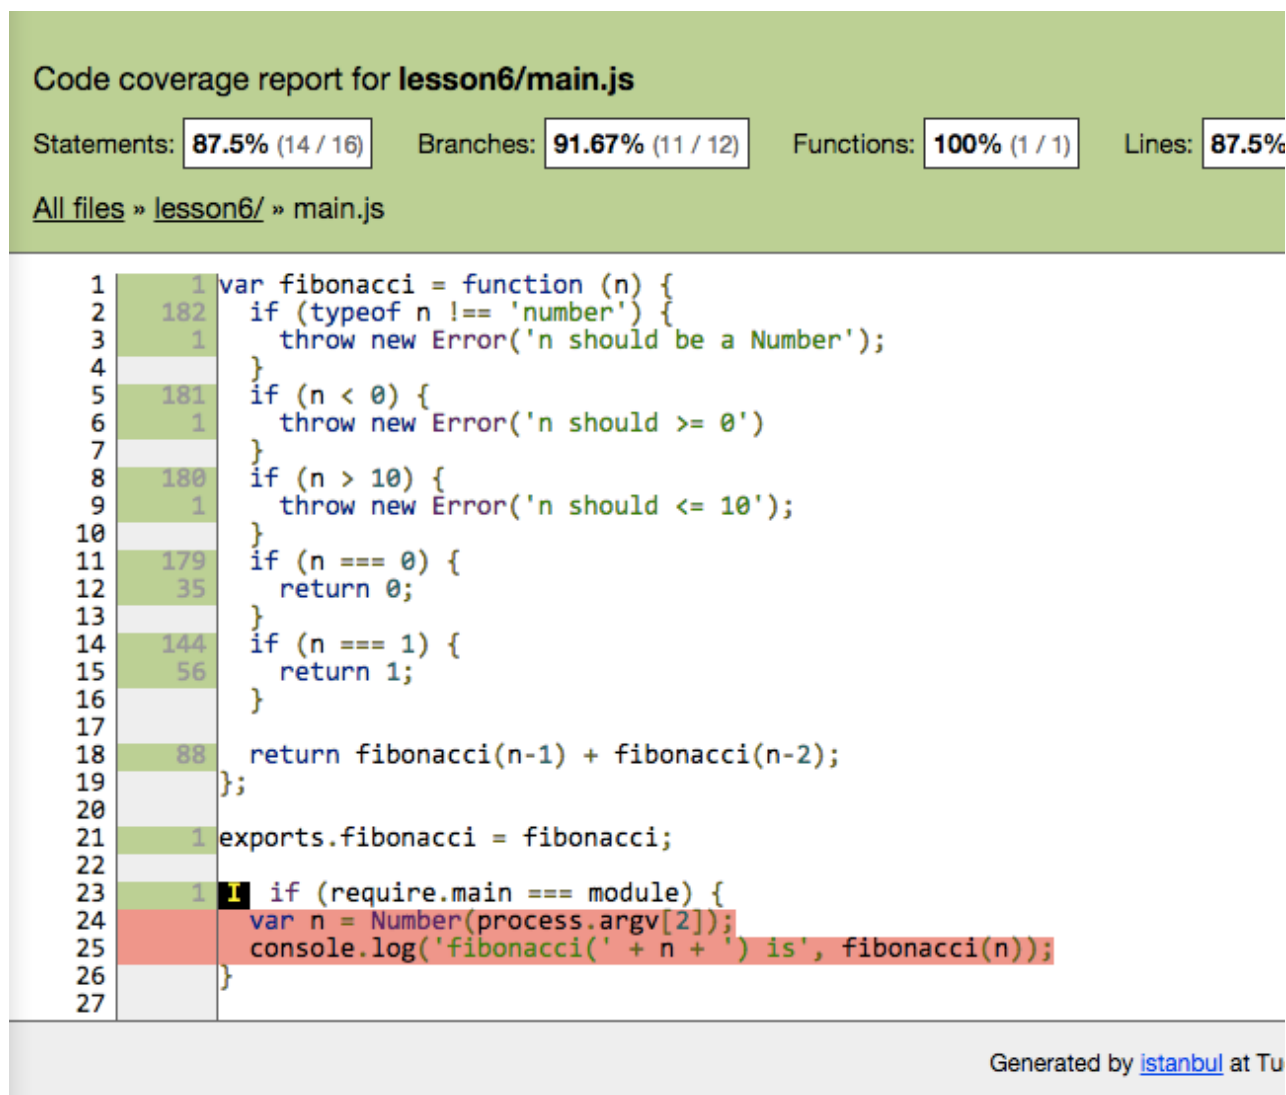 Code coverage report for lesson6/main.js
Statements: 87.5% (14 / 16) Branches: 91.67% (11 / 12) Functions: 100% (1 / 1) Lines: 87.5%
All files » lesson6/ » main.js
1 1 var fibonacci = function (n) {
2 182 if (typeof n !== 'number') {
3 1 throw new Error('n should be a Number');
4 }
5 181 if (n < 0) {
6 1 throw new Error('n should >= 0')
7 }
8 180 if (n > 10) {
9 1 throw new Error('n should <= 10');
10 }
11 179 if (n === 0) {
12 35 return 0;
13 }
14 144 if (n === 1) {
15 56 return 1;
16 }
17
18 88 return fibonacci(n-1) + fibonacci(n-2);
19 };
20
21 1 exports.fibonacci = fibonacci;
22
23 1 I if (require.main === module) {
24 var n = Number(process.argv[2]);
25 console.log('fibonacci(' + n + ') is', fibonacci(n));
26 }
27
Generated by istanbul at Tu